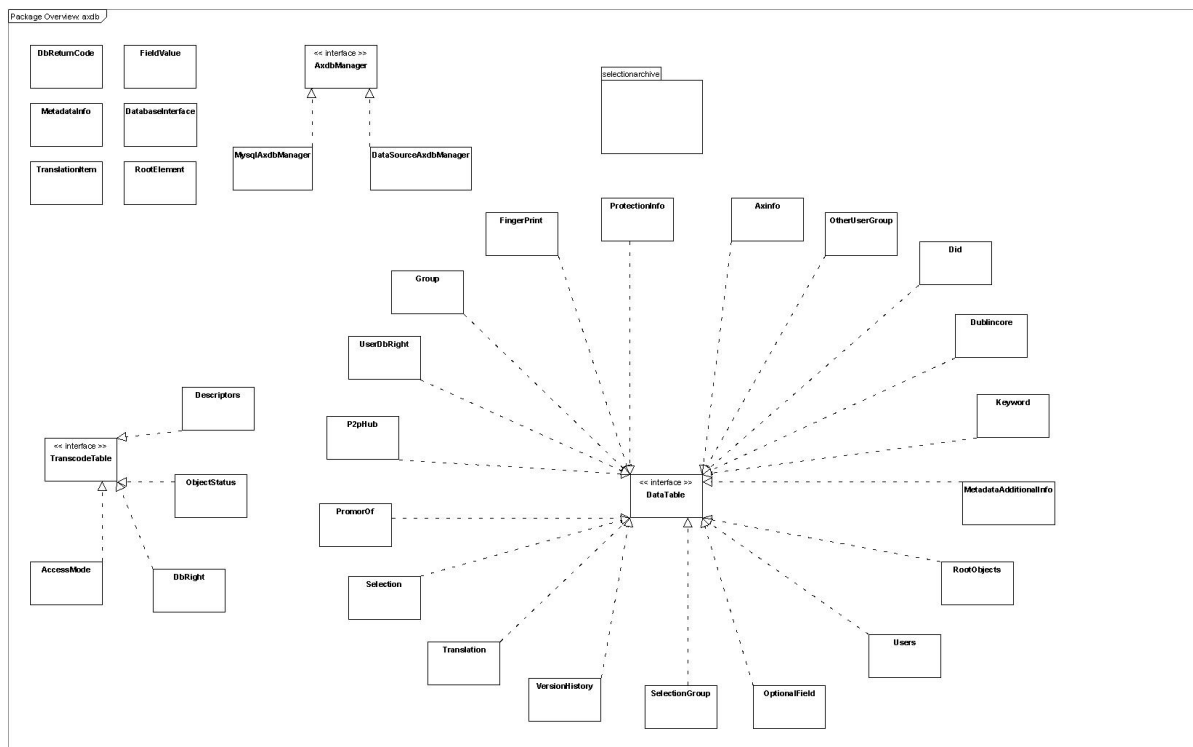 Package Overview: axdb
DbReturnCode
FieldValue
<< interface >>
AxdbManager
selectionarchive
MetadataInfo
DatabaseInterface
TranslationItem
RootElement
MysqlAxdbManager
DataSourceAxdbManager
ProtectionInfo
Axinfo
OtherUserGroup
FingerPrint
Did
Group
Dublincore
UserDbRight
Descriptors
Keyword
P2pHub
<< interface >>
TranscodeTable
ObjectStatus
<< interface >>
DataTable
MetadataAdditionalInfo
PromorOf
AccessMode
DbRight
Selection
RootObjects
Translation
Users
VersionHistory
SelectionGroup
OptionalField